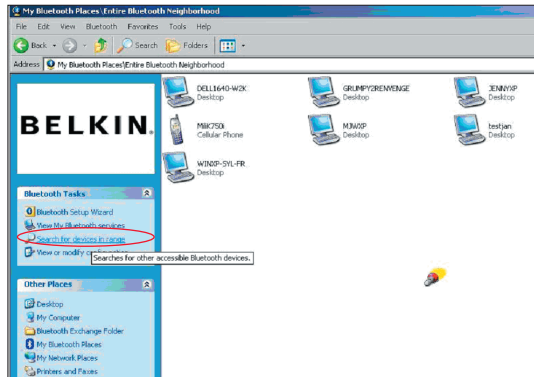 My Bluetooth Places\Entire Bluetooth Neighborhood
File Edit View Bluetooth Favorites Tools Help
Back Search Folders
Address My Bluetooth Places\Entire Bluetooth Neighborhood
BELKIN.
DELL1640-W2K
Desktop
GRUMPY2RENVENGE
Desktop
JENNYXP
Desktop
MiliK750i
Cellular Phone
MJWXP
Desktop
testjan
Desktop
WINXP-SYL-FR
Desktop
Bluetooth Tasks
Bluetooth Setup Wizard
View My Bluetooth services
Search for devices in range
View or modify configuration
Searches for other accessible Bluetooth devices.
Other Places
Desktop
My Computer
Bluetooth Exchange Folder
My Bluetooth Places
My Network Places
Printers and Faxes